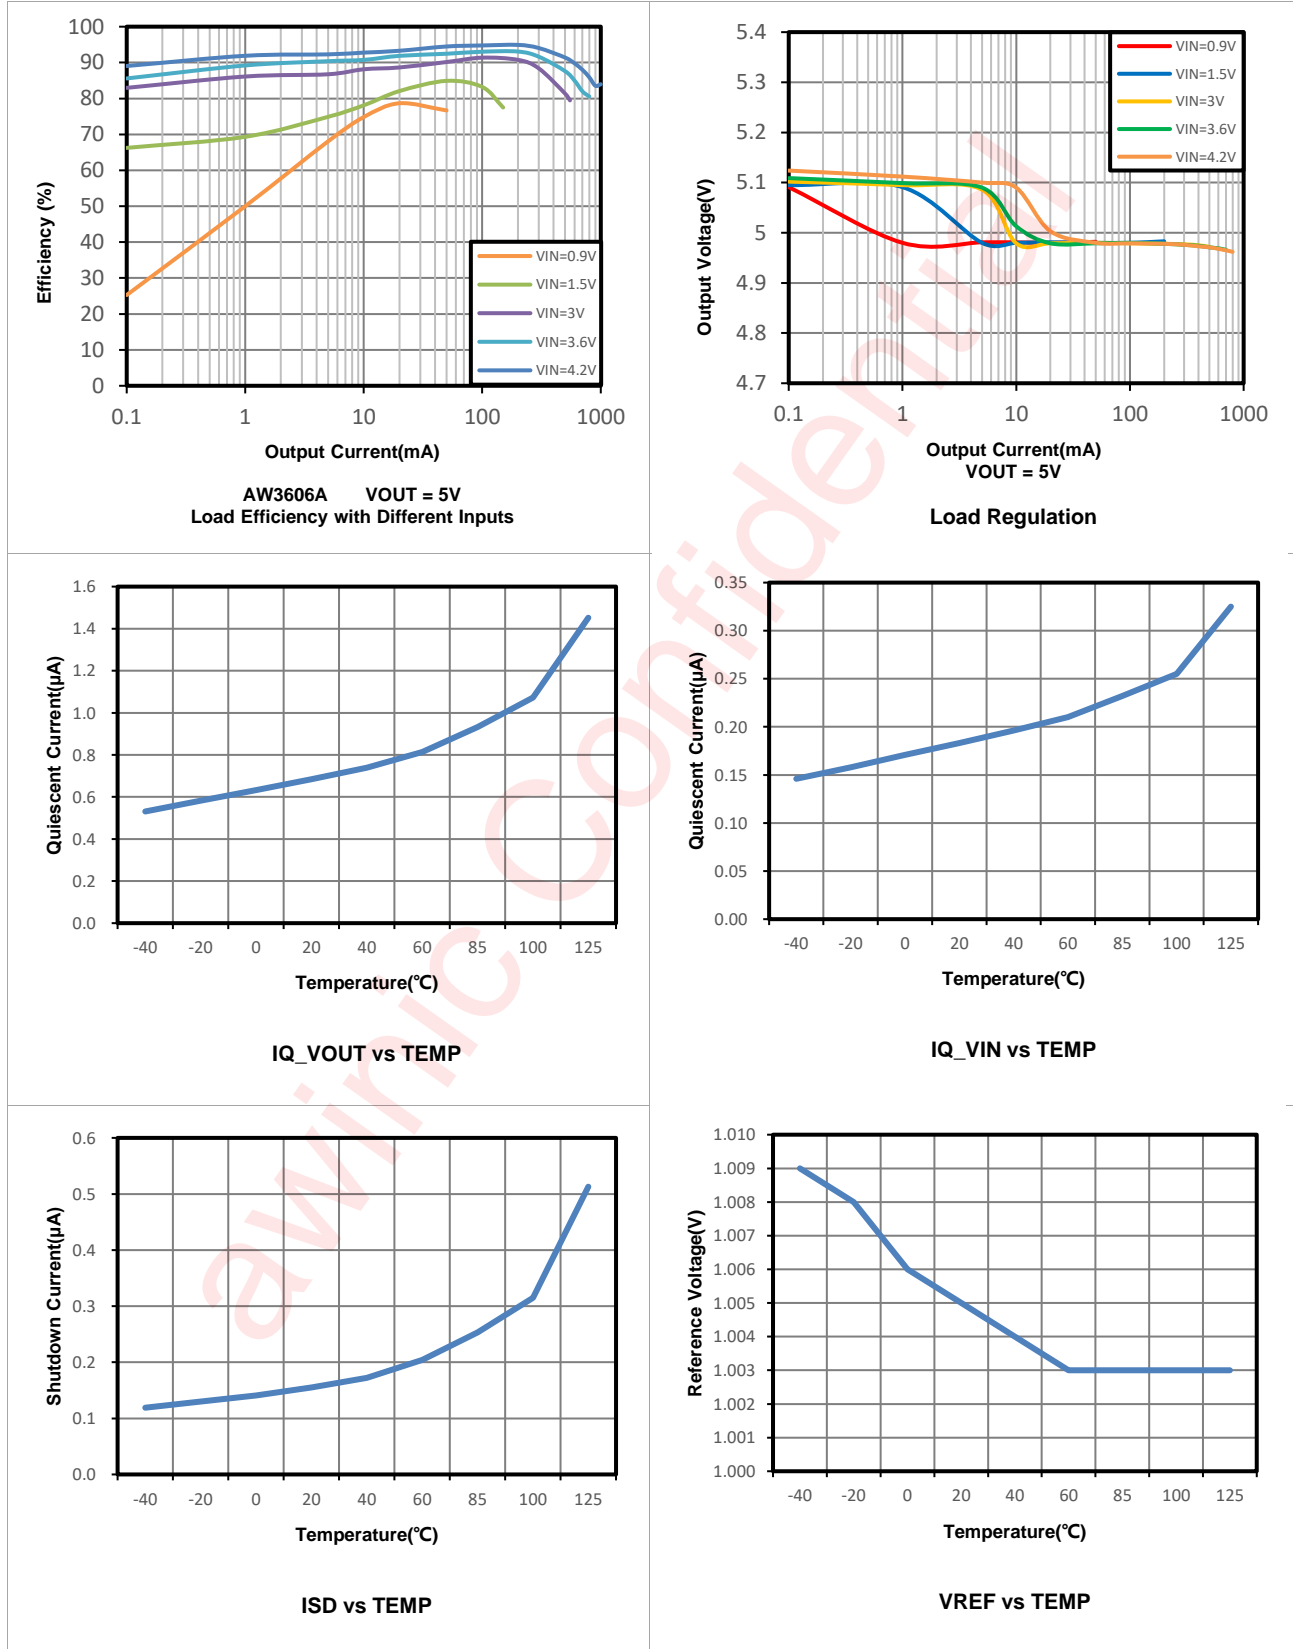 100
90
80
70
60
50
40
30
20
10
0
Efficiency (%)
VIN=0.9V
VIN=1.5V
VIN=3V
VIN=3.6V
VIN=4.2V
0.1 1 10 100 1000
Output Current(mA)
AW3606A VOUT = 5V
Load Efficiency with Different Inputs
5.4
5.3
5.2
5.1
5
4.9
4.8
4.7
Output Voltage(V)
VIN=0.9V
VIN=1.5V
VIN=3V
VIN=3.6V
VIN=4.2V
0.1 1 10 100 1000
Output Current(mA)
VOUT = 5V
Load Regulation
1.6
1.4
1.2
1.0
0.8
0.6
0.4
0.2
0.0
Quiescent Current(μA)
-40 -20 0 20 40 60 85 100 125
Temperature(℃)
IQ_VOUT vs TEMP
0.35
0.30
0.25
0.20
0.15
0.10
0.05
0.00
Quiescent Current(μA)
-40 -20 0 20 40 60 85 100 125
Temperature(℃)
IQ_VIN vs TEMP
0.6
0.5
0.4
0.3
0.2
0.1
0.0
Shutdown Current(μA)
-40 -20 0 20 40 60 85 100 125
Temperature(℃)
ISD vs TEMP
1.010
1.009
1.008
1.007
1.006
1.005
1.004
1.003
1.002
1.001
1.000
Reference Voltage(V)
-40 -20 0 20 40 60 85 100 125
Temperature(℃)
VREF vs TEMP
awinic Confidential